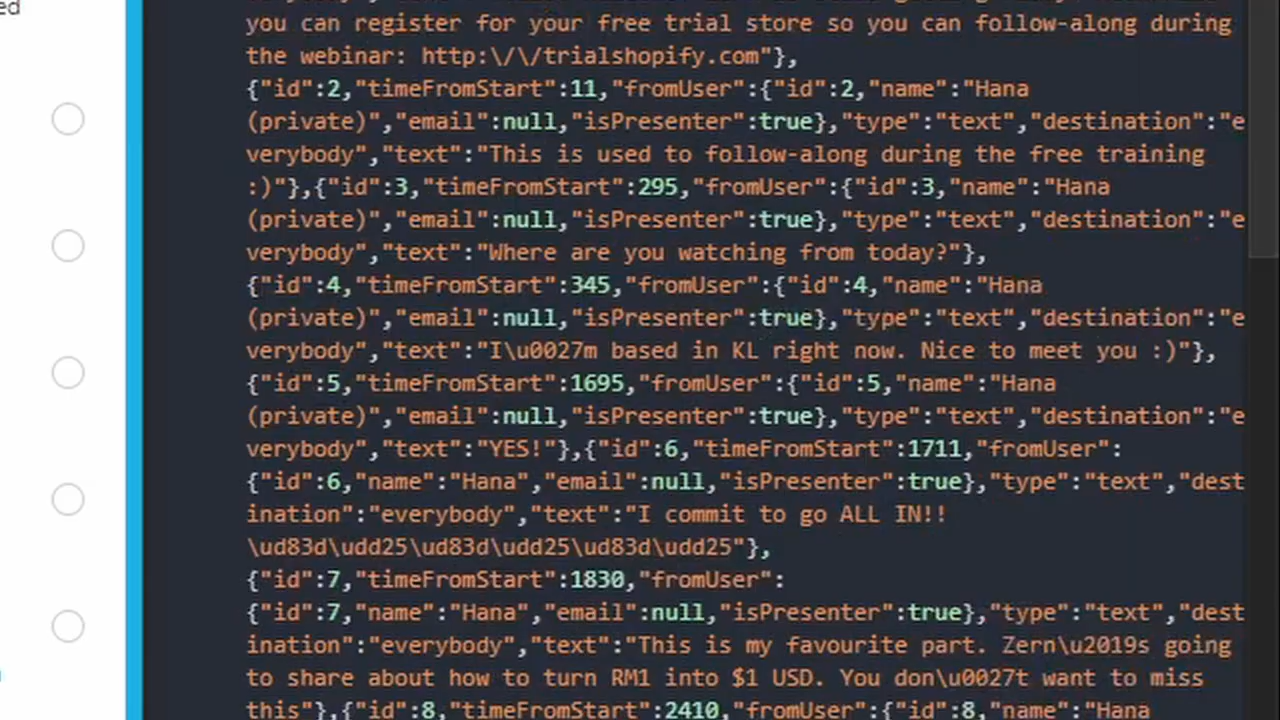 ed
you can register for your free trial store so you can follow-along during
the webinar: http:\/\/trialshopify.com"},
{"id":2,"timeFromStart":11,"fromUser":{"id":2,"name":"Hana
(private)","email":null,"isPresenter":true},"type":"text","destination":"e
verybody","text":"This is used to follow-along during the free training
:)"},{"id":3,"timeFromStart":295,"fromUser":{"id":3,"name":"Hana
(private)","email":null,"isPresenter":true},"type":"text","destination":"e
verybody","text":"Where are you watching from today?"},
{"id":4,"timeFromStart":345,"fromUser":{"id":4,"name":"Hana
(private)","email":null,"isPresenter":true},"type":"text","destination":"e
verybody","text":"I\u0027m based in KL right now. Nice to meet you :)"},
{"id":5,"timeFromStart":1695,"fromUser":{"id":5,"name":"Hana
(private)","email":null,"isPresenter":true},"type":"text","destination":"e
verybody","text":"YES!"},{"id":6,"timeFromStart":1711,"fromUser":
{"id":6,"name":"Hana","email":null,"isPresenter":true},"type":"text","dest
ination":"everybody","text":"I commit to go ALL IN!!
\ud83d\udd25\ud83d\udd25\ud83d\udd25"},
{"id":7,"timeFromStart":1830,"fromUser":
{"id":7,"name":"Hana","email":null,"isPresenter":true},"type":"text","dest
ination":"everybody","text":"This is my favourite part. Zern\u2019s going
to share about how to turn RM1 into $1 USD. You don\u0027t want to miss
this"},{"id":8,"timeFromStart":2410,"fromUser":{"id":8,"name":"Hana